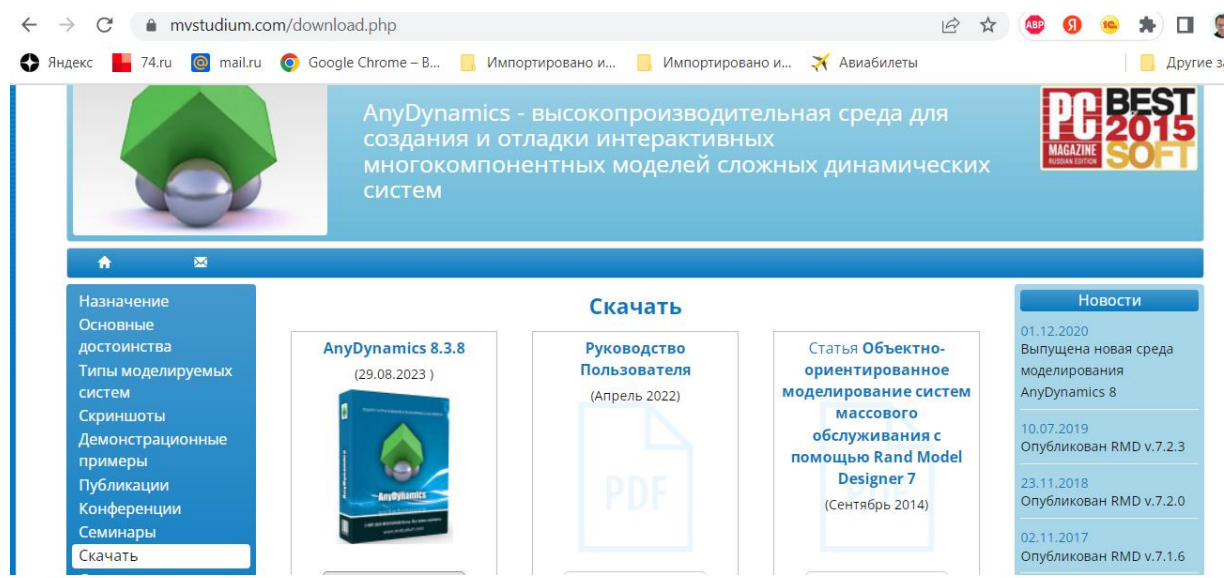 mvstudium.com/download.php
ABP
Я
1С
Яндекс 74.ru mail.ru Google Chrome – В... Импортировано и... Импортировано и... Авиабилеты Другие за
AnyDynamics - высокопроизводительная среда для
создания и отладки интерактивных
многокомпонентных моделей сложных динамических
систем
PC
MAGAZINE
RUSSIAN EDITION
BEST
2015
SOFT
Назначение
Основные
достоинства
Типы моделируемых
систем
Скриншоты
Демонстрационные
примеры
Публикации
Конференции
Семинары
Скачать
Скачать
AnyDynamics 8.3.8
(29.08.2023 )
AnyDynamics
Руководство
Пользователя
(Апрель 2022)
PDF
Статья Объектно-
ориентированное
моделирование систем
массового
обслуживания с
помощью Rand Model
Designer 7
(Сентябрь 2014)
Новости
01.12.2020
Выпущена новая среда
моделирования
AnyDynamics 8
10.07.2019
Опубликован RMD v.7.2.3
23.11.2018
Опубликован RMD v.7.2.0
02.11.2017
Опубликован RMD v.7.1.6